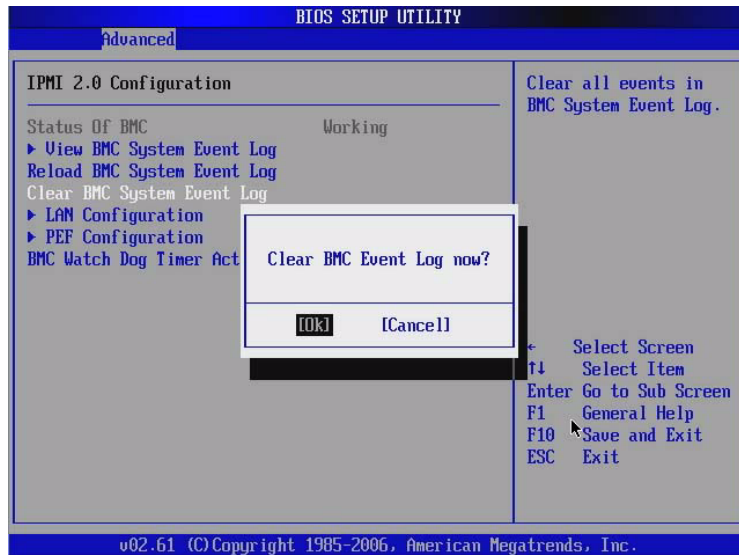 BIOS SETUP UTILITY
Advanced
IPMI 2.0 Configuration
Status Of BMC Working
View BMC System Event Log
Reload BMC System Event Log
Clear BMC System Event Log
LAN Configuration
PEF Configuration
BMC Watch Dog Timer Act
Clear BMC Event Log now?
[Ok] [Cancel]
Clear all events in
BMC System Event Log.
← Select Screen
↑↓ Select Item
Enter Go to Sub Screen
F1 General Help
F10 Save and Exit
ESC Exit
v02.61 (C)Copyright 1985-2006, American Megatrends, Inc.